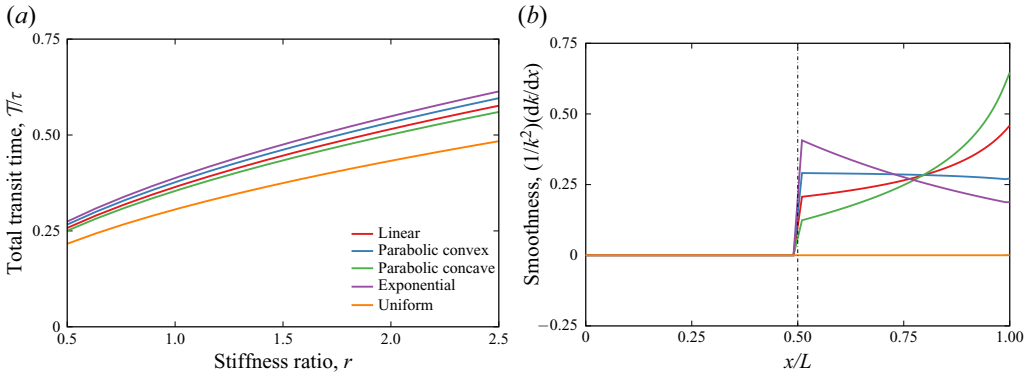 (a)
Total transit time, 𝒯/τ
0.75
0.50
0.25
0
0.5
1.0
1.5
2.0
2.5
Stiffness ratio, r
Linear
Parabolic convex
Parabolic concave
Exponential
Uniform
(b)
Smoothness, (1/k²)(dk/dx)
0.75
0.50
0.25
0
−0.25
0
0.25
0.50
0.75
1.00
x/L